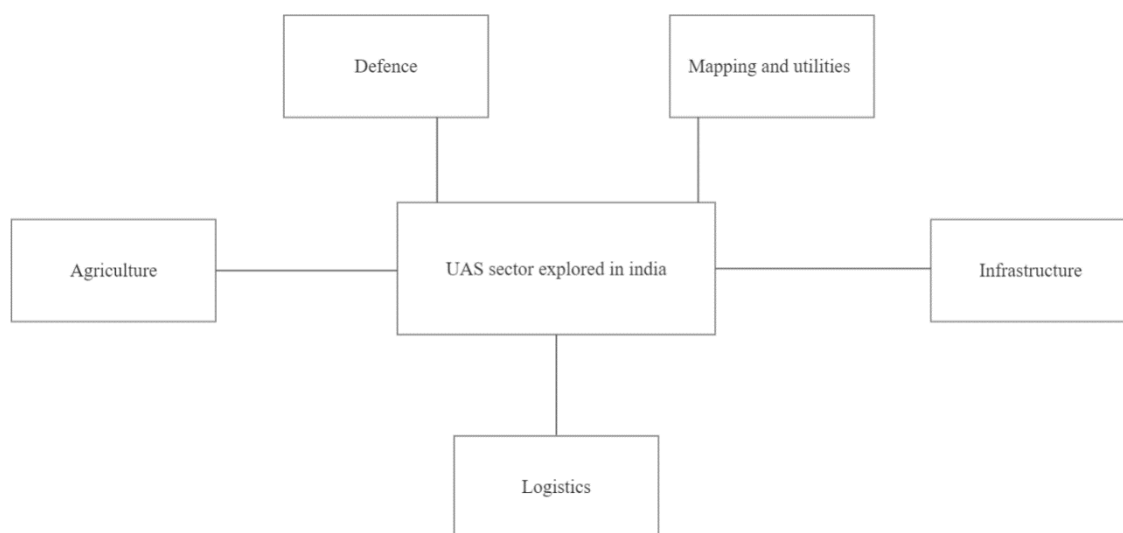 Defence
Mapping and utilities
Agriculture
UAS sector explored in india
Infrastructure
Logistics